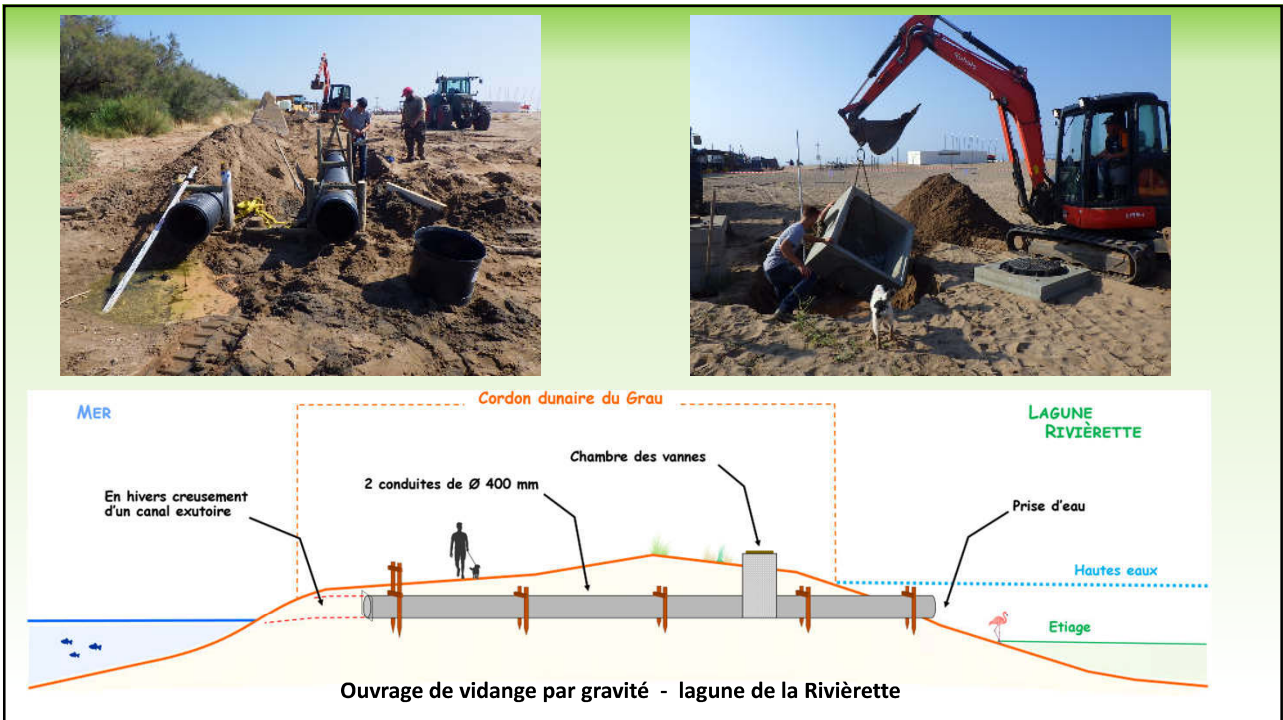 Kubota
MER
Cordon dunaire du Grau
LAGUNE
RIVIÈRETTE
Chambre des vannes
2 conduites de Ø 400 mm
En hivers creusement
d'un canal exutoire
Prise d'eau
Hautes eaux
Etiage
Ouvrage de vidange par gravité - lagune de la Rivièrette